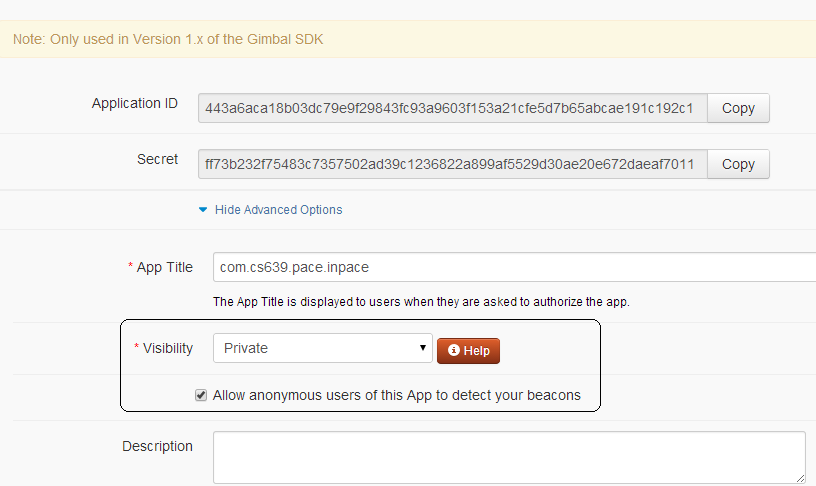 Note: Only used in Version 1.x of the Gimbal SDK
Application ID 443a6aca18b03dc79e9f29843fc93a9603f153a21cfe5d7b65abcae191c192c1 Copy
Secret ff73b232f75483c7357502ad39c1236822a899af5529d30ae20e672daeaf7011 Copy
Hide Advanced Options
* App Title com.cs639.pace.inpace
The App Title is displayed to users when they are asked to authorize the app.
* Visibility Private Help
Allow anonymous users of this App to detect your beacons
Description